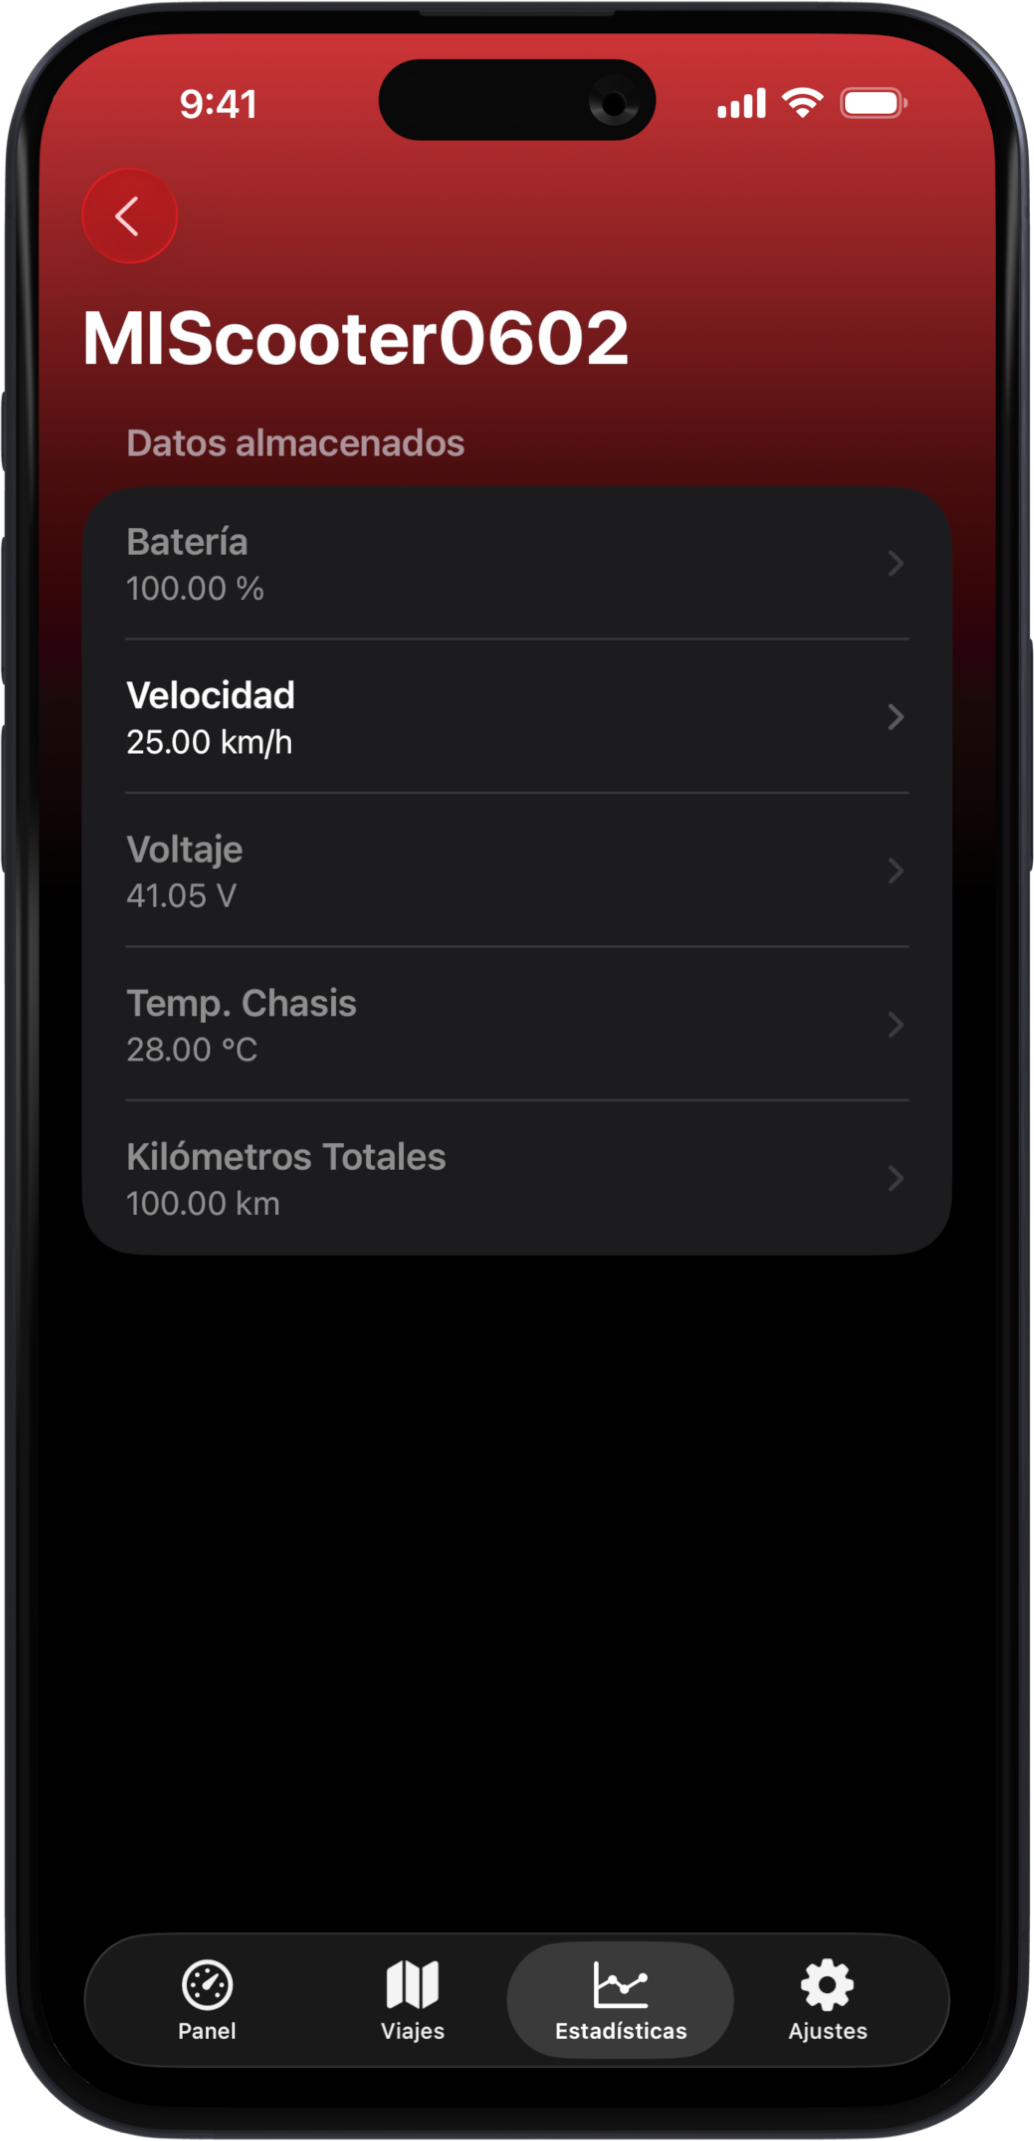 9:41
MIScooter0602
Datos almacenados
Batería
100.00 %
Velocidad
25.00 km/h
Voltaje
41.05 V
Temp. Chasis
28.00 °C
Kilómetros Totales
100.00 km
Panel
Viajes
Estadísticas
Ajustes